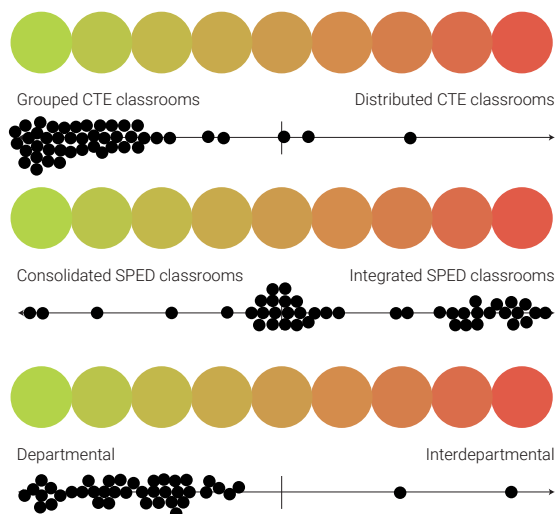 Grouped CTE classrooms Distributed CTE classrooms
Consolidated SPED classrooms Integrated SPED classrooms
Departmental Interdepartmental